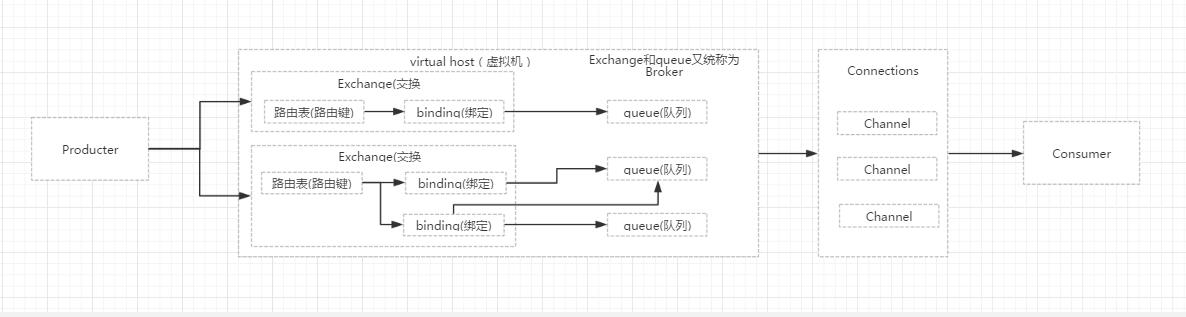 virtual host（虚拟机）
Exchange和queue又统称为
Broker
Exchange(交换
路由表(路由键)
binding(绑定)
queue(队列)
Producter
Exchange(交换
路由表(路由键)
binding(绑定)
queue(队列)
binding(绑定)
queue(队列)
Connections
Channel
Channel
Channel
Consumer